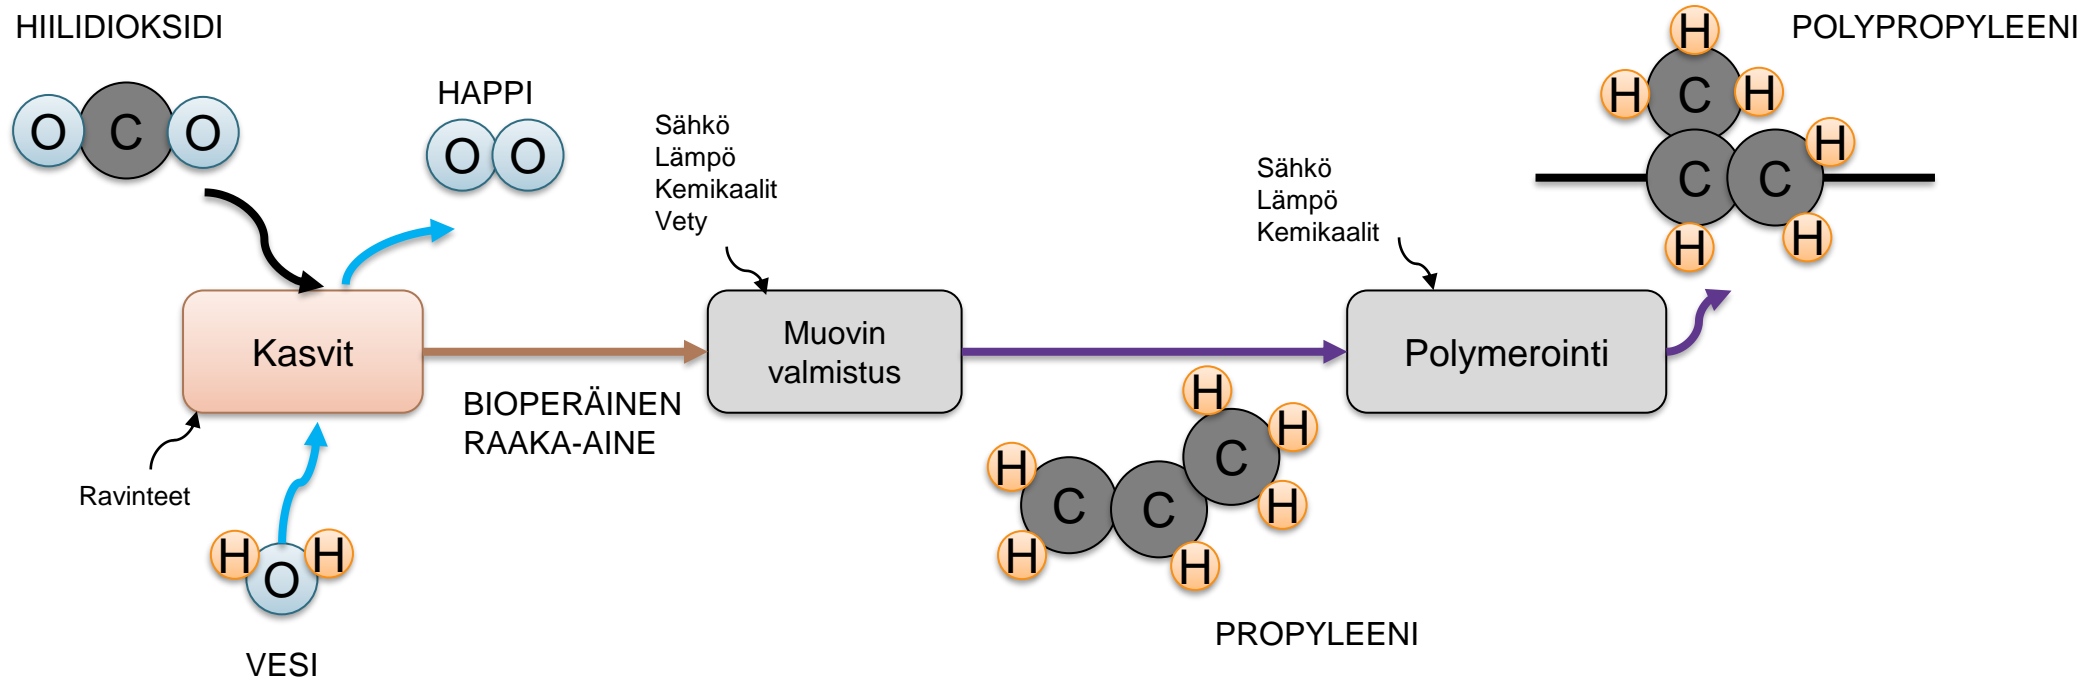 HIILIDIOKSIDI
O C O
HAPPI
O O
Sähkö
Lämpö
Kemikaalit
Vety
Sähkö
Lämpö
Kemikaalit
POLYPROPYLEENI
H
H C H
C C H
H H
Kasvit
BIOPERÄINEN
RAAKA-AINE
Muovin
valmistus
Polymerointi
Ravinteet
H O H
VESI
H
H C H
H C C H
H H
PROPYLEENI